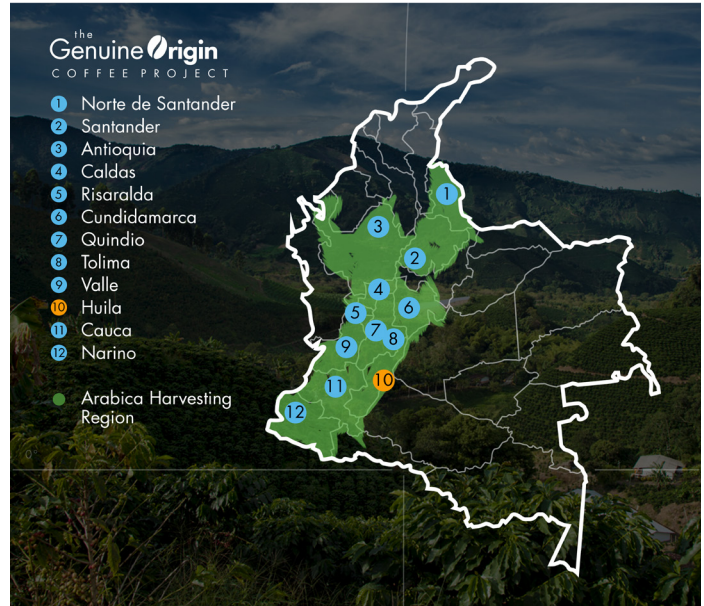 the
Genuine Origin
COFFEE PROJECT
1 Norte de Santander
2 Santander
3 Antioquia
4 Caldas
5 Risaralda
6 Cundidamarca
7 Quindio
8 Tolima
9 Valle
10 Huila
11 Cauca
12 Narino
Arabica Harvesting
Region
1
3
2
4
6
5
7
8
9
10
11
12
0